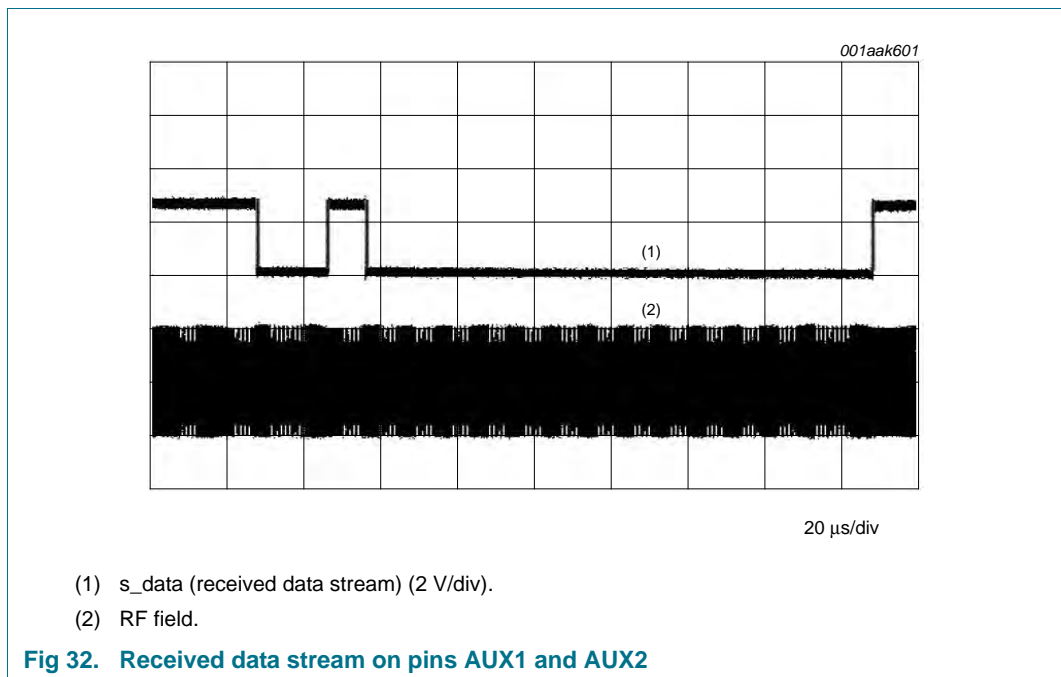 001aak601
(1)
(2)
20 μs/div
(1) s_data (received data stream) (2 V/div).
(2) RF field.
Fig 32. Received data stream on pins AUX1 and AUX2